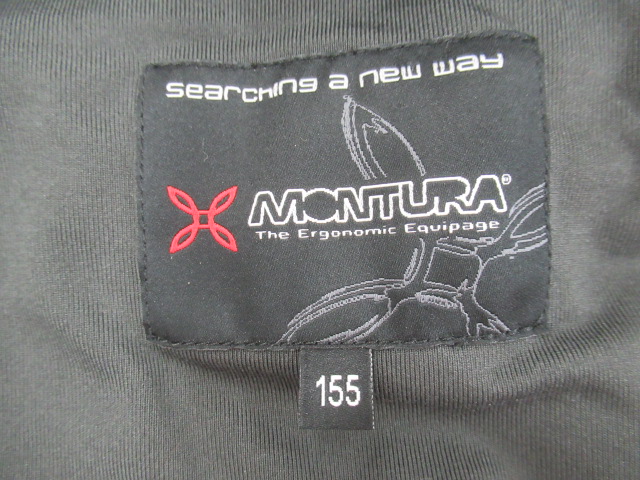 searching a new way
MONTURA®
The Ergonomic Equipage
155